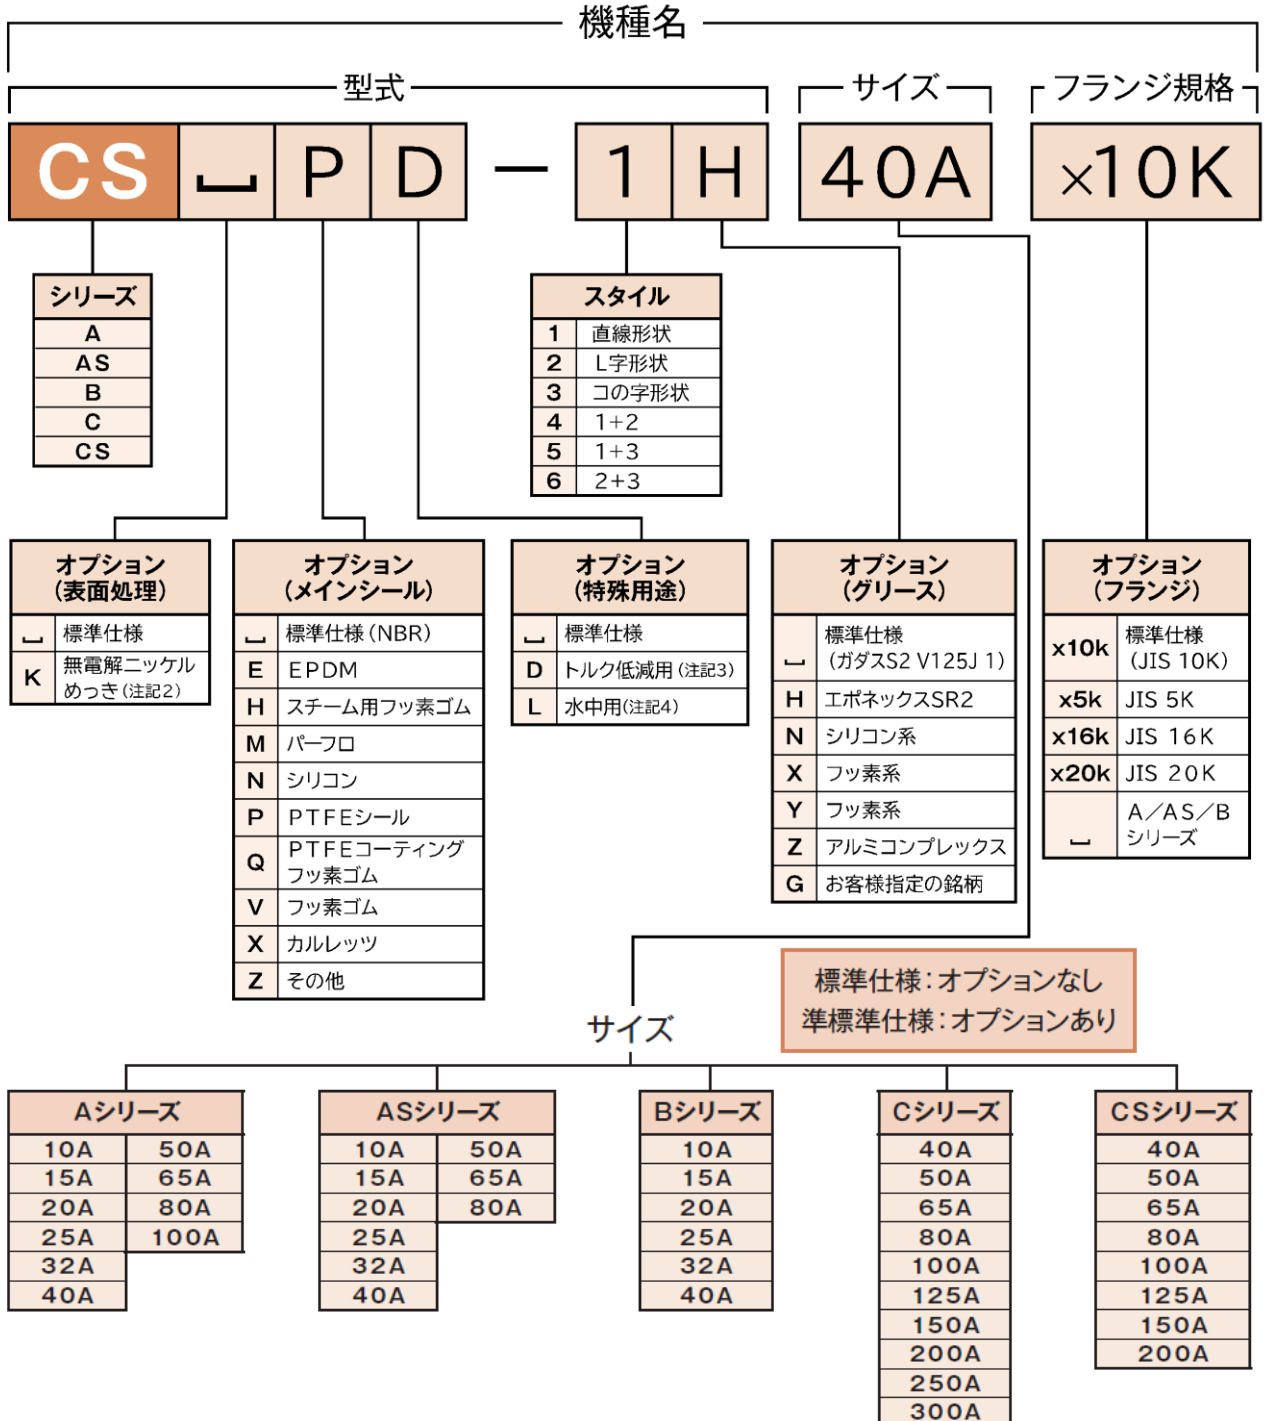 機種名
型式
サイズ
フランジ規格
CS ⎵ P D － 1 H 40A ×10K
シリーズ
A
AS
B
C
CS
スタイル
1 直線形状
2 L字形状
3 コの字形状
4 1+2
5 1+3
6 2+3
オプション
（表面処理）
⎵ 標準仕様
K 無電解ニッケル
めっき（注記2）
オプション
（メインシール）
⎵ 標準仕様（NBR）
E EPDM
H スチーム用フッ素ゴム
M パーフロ
N シリコン
P PTFEシール
Q PTFEコーティング
フッ素ゴム
V フッ素ゴム
X カルレッツ
Z その他
オプション
（特殊用途）
⎵ 標準仕様
D トルク低減用（注記3）
L 水中用（注記4）
オプション
（グリース）
⎵ 標準仕様
（ガダスS2 V125J 1）
H エポネックスSR2
N シリコン系
X フッ素系
Y フッ素系
Z アルミコンプレックス
G お客様指定の銘柄
オプション
（フランジ）
x10k 標準仕様
（JIS 10K）
x5k JIS 5K
x16k JIS 16K
x20k JIS 20K
⎵ A／AS／B
シリーズ
標準仕様：オプションなし
準標準仕様：オプションあり
サイズ
Aシリーズ
10A 50A
15A 65A
20A 80A
25A 100A
32A
40A
ASシリーズ
10A 50A
15A 65A
20A 80A
25A
32A
40A
Bシリーズ
10A
15A
20A
25A
32A
40A
Cシリーズ
40A
50A
65A
80A
100A
125A
150A
200A
250A
300A
CSシリーズ
40A
50A
65A
80A
100A
125A
150A
200A